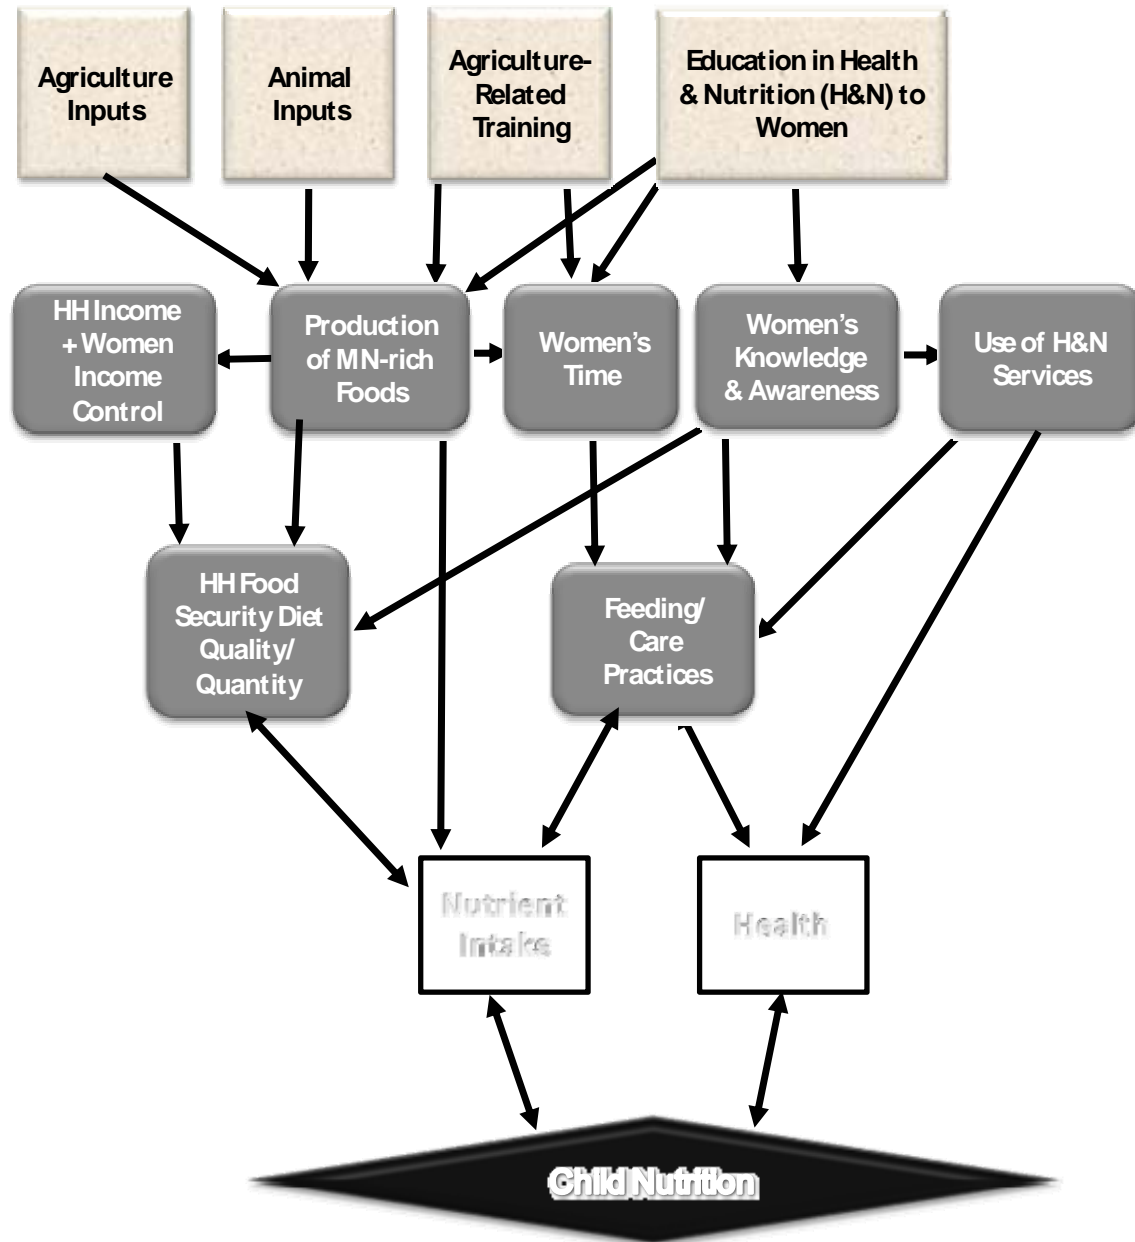 Agriculture
Inputs
Animal
Inputs
Agriculture-
Related
Training
Education in Health
& Nutrition (H&N) to
Women
HH Income
+ Women
Income
Control
Production
of MN-rich
Foods
Women's
Time
Women's
Knowledge
& Awareness
Use of H&N
Services
HH Food
Security Diet
Quality/
Quantity
Feeding/
Care
Practices
Nutrient
Intake
Health
Child Nutrition